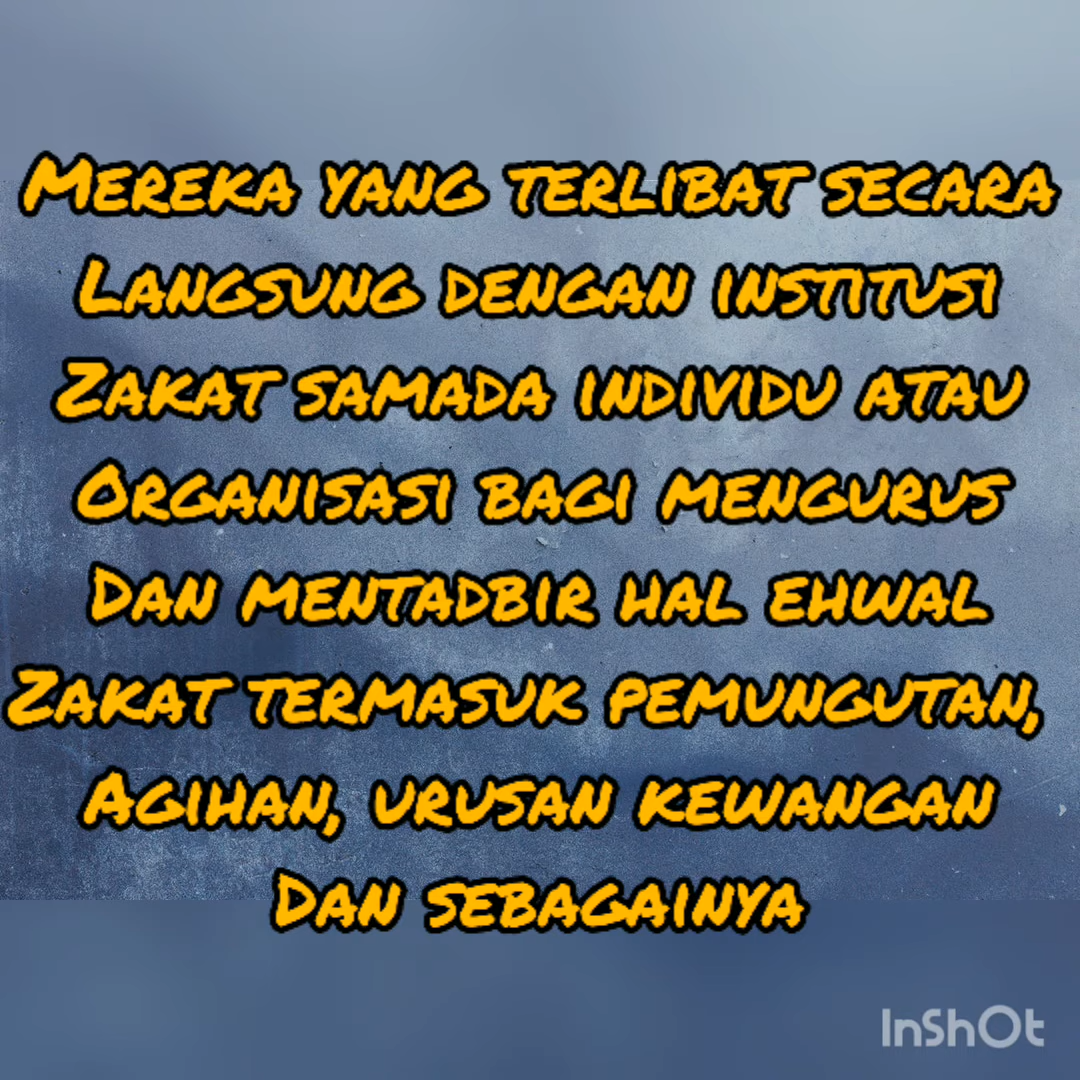 Mereka yang terlibat secara
Langsung dengan institusi
Zakat samada individu atau
Organisasi bagi mengurus
Dan mentadbir hal ehwal
Zakat termasuk pemungutan,
Agihan, urusan kewangan
Dan sebagainya
InShOt